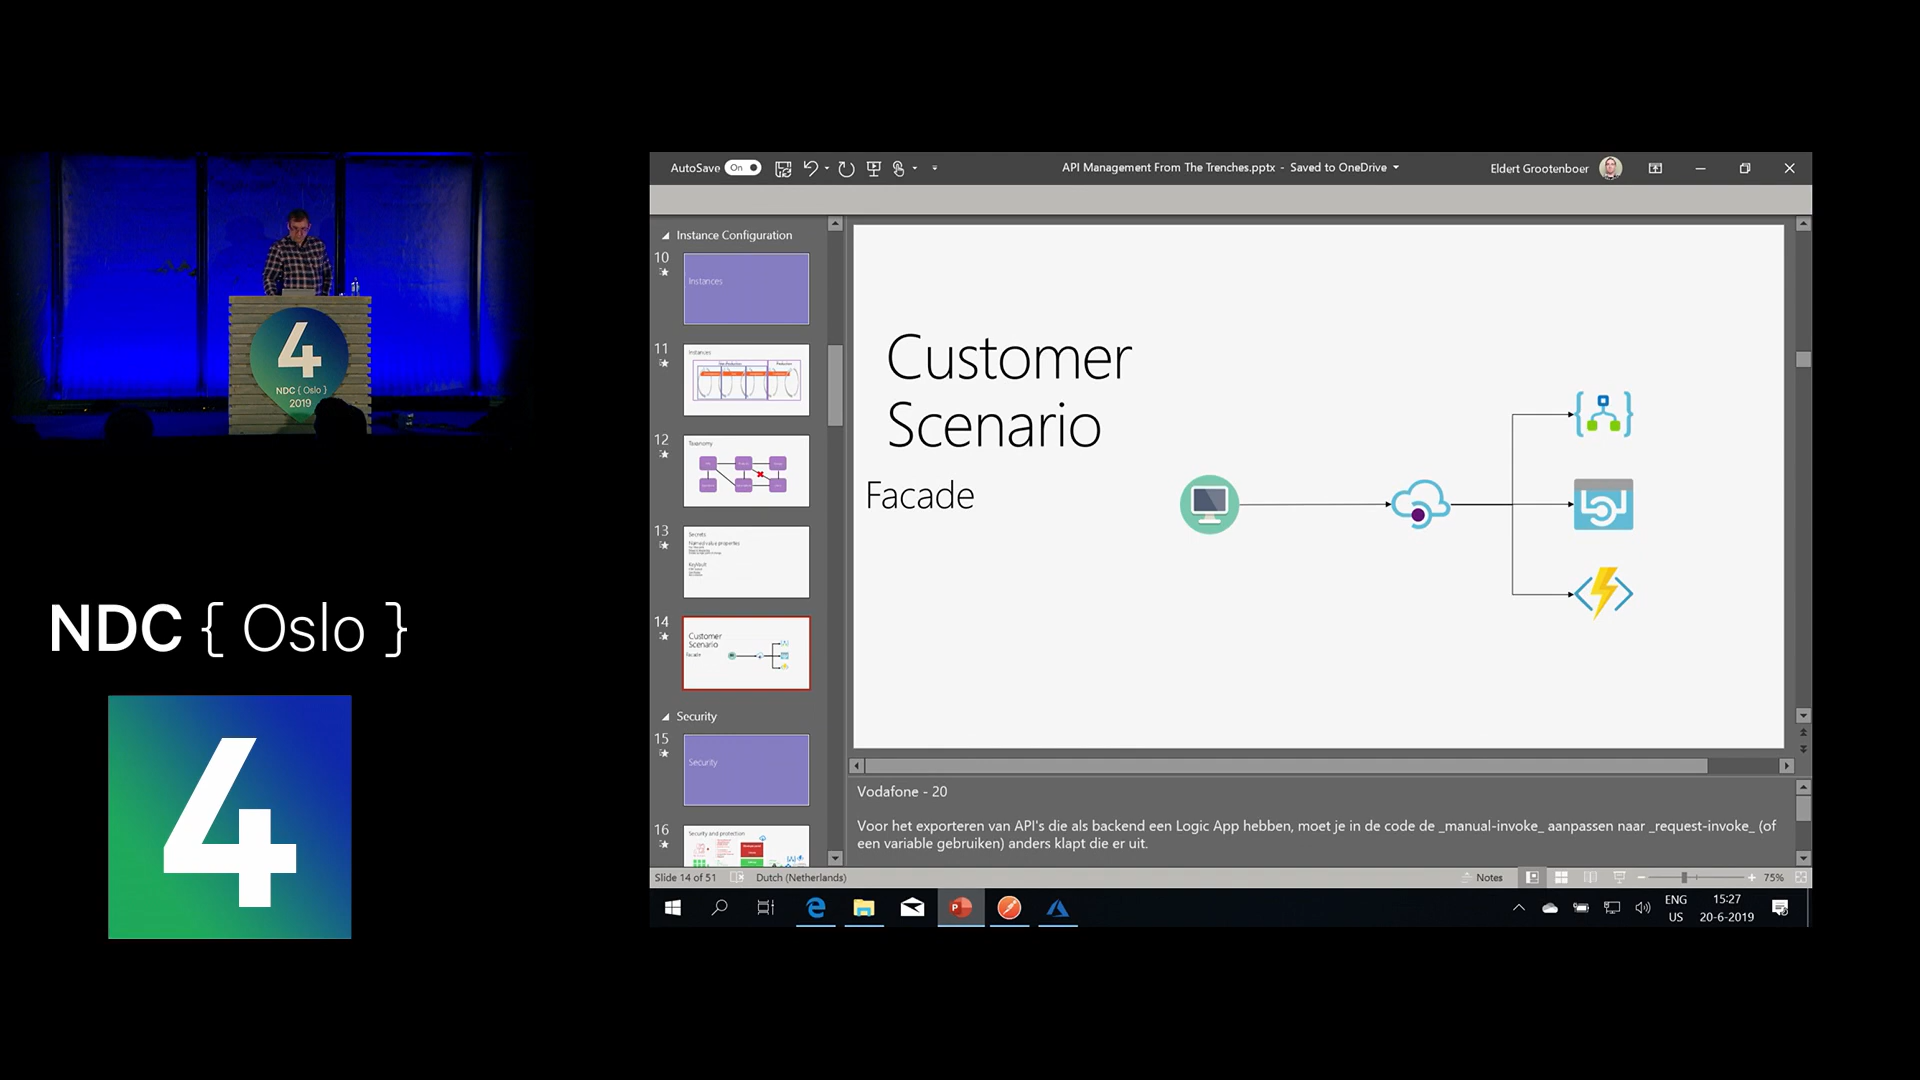 4
NDC { Oslo }
2019
NDC { Oslo }
4
AutoSave On
API Management From The Trenches.pptx - Saved to OneDrive
Eldert Grootenboer
Instance Configuration
10
Instances
11
Instances
12
Taxonomy
13
Secrets
Named value properties
KeyVault
14
Customer
Scenario
Facade
Security
15
Security
16
Security and protection
Customer
Scenario
Facade
Vodafone - 20
Voor het exporteren van API's die als backend een Logic App hebben, moet je in de code de _manual-invoke_ aanpassen naar _request-invoke_ (of
een variable gebruiken) anders klapt die er uit.
Slide 14 of 51
Dutch (Netherlands)
Notes
75%
ENG
US
15:27
20-6-2019